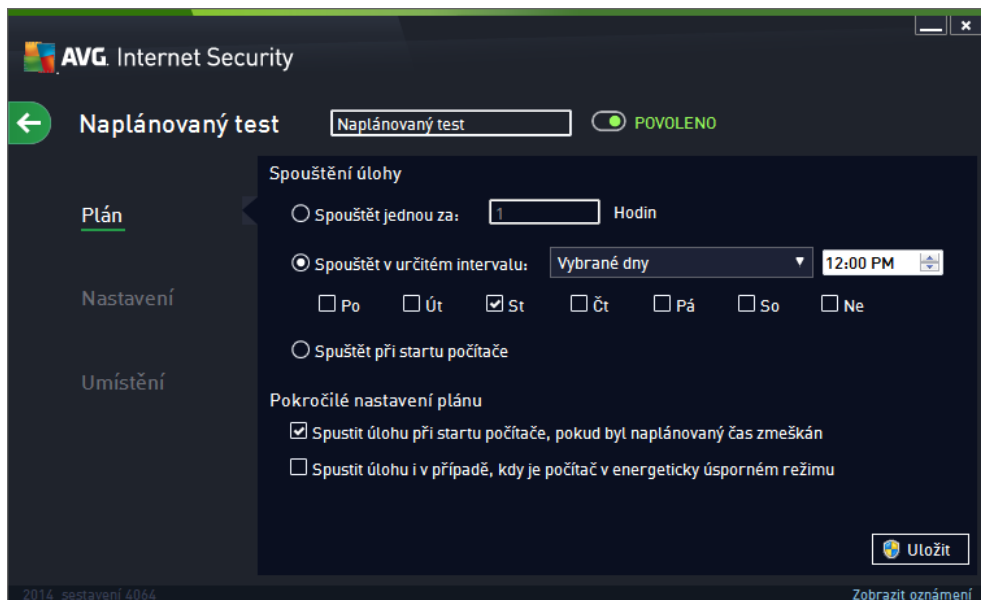 AVG. Internet Security
Naplánovaný test
Naplánovaný test
POVOLENO
Plán
Nastavení
Umístění
Spouštění úlohy
Spouštět jednou za: 1 Hodin
Spouštět v určitém intervalu: Vybrané dny 12:00 PM
Po Út St Čt Pá So Ne
Spuštět při startu počítače
Pokročilé nastavení plánu
Spustit úlohu při startu počítače, pokud byl naplánovaný čas zmeškán
Spustit úlohu i v případě, kdy je počítač v energeticky úsporném režimu
Uložit
2014 sestavení 4064
Zobrazit oznámení